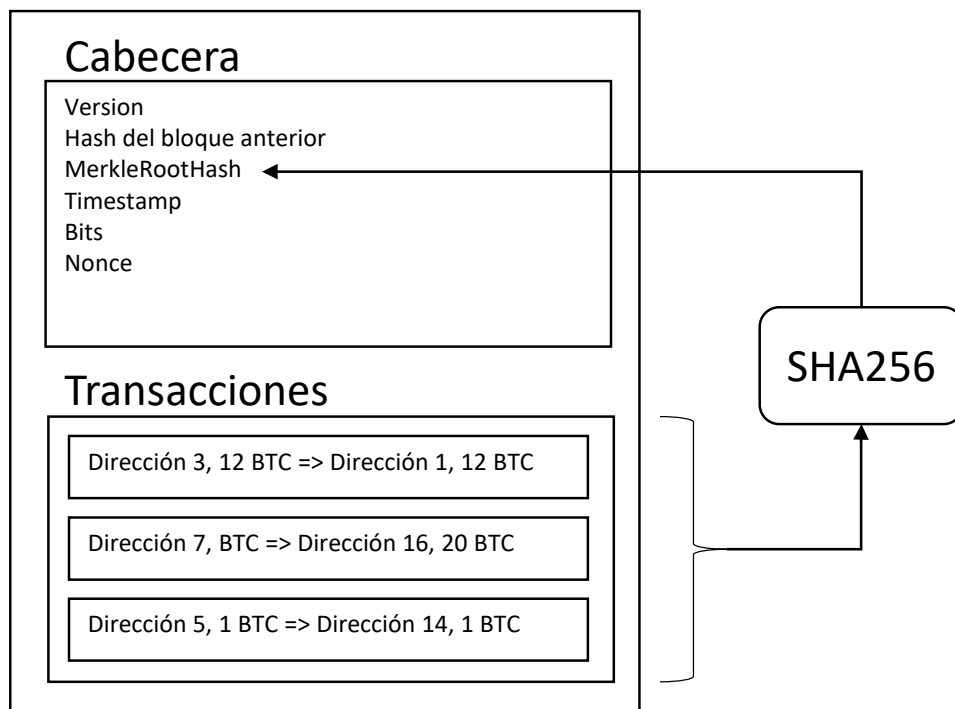 Cabecera
Version
Hash del bloque anterior
MerkleRootHash
Timestamp
Bits
Nonce
SHA256
Transacciones
Dirección 3, 12 BTC => Dirección 1, 12 BTC
Dirección 7, BTC => Dirección 16, 20 BTC
Dirección 5, 1 BTC => Dirección 14, 1 BTC